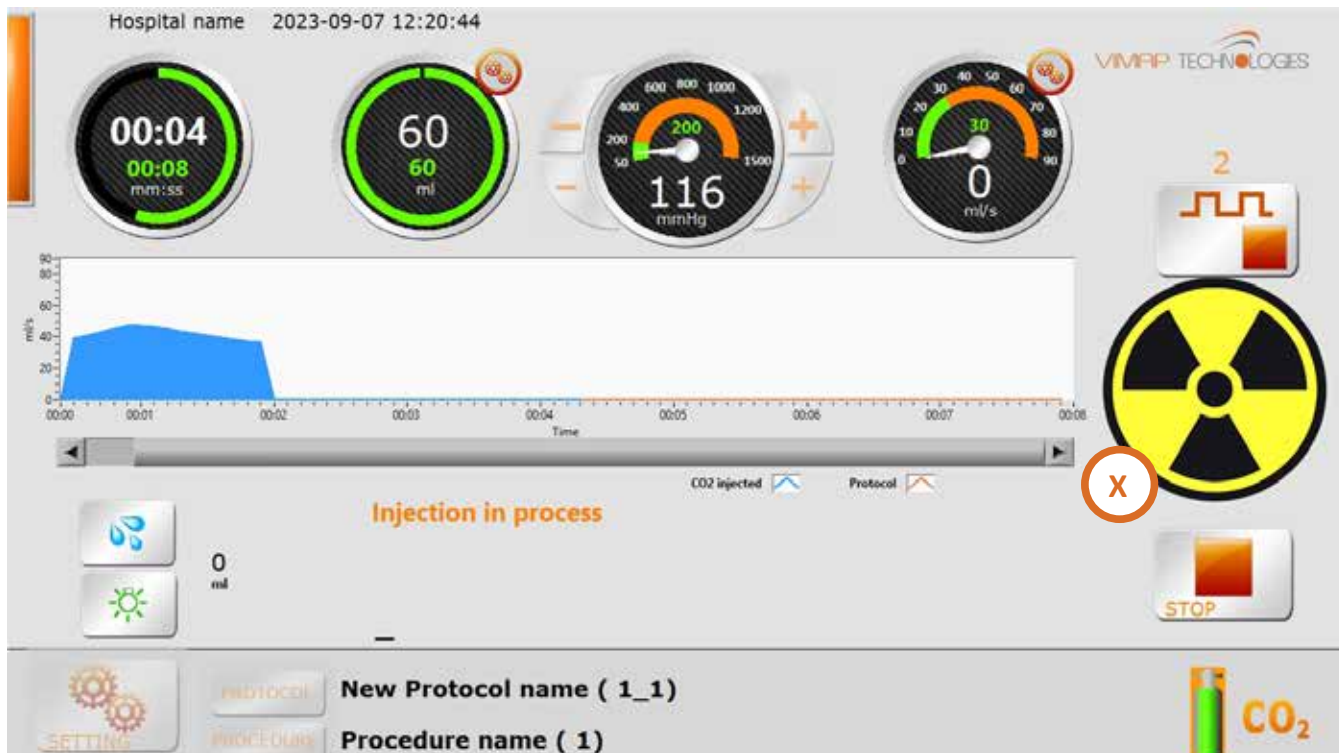 Hospital name 2023-09-07 12:20:44
VIMAP TECHNOLOGES
00:04
00:08
mm:ss
60
60
ml
50 200 400 600 800 1000 1200 1500
200
116
mmHg
0 10 20 30 40 50 60 70 80 90
30
0
ml/s
2
90
80
60
40
20
0
ml/s
00:00 00:01 00:02 00:03 00:04 00:05 00:06 00:07 00:08
Time
CO2 injected Protocol
X
Injection in process
0
ml
STOP
SETTING
PROTOCOL
New Protocol name ( 1_1)
PROCEDURE
Procedure name ( 1)
CO₂